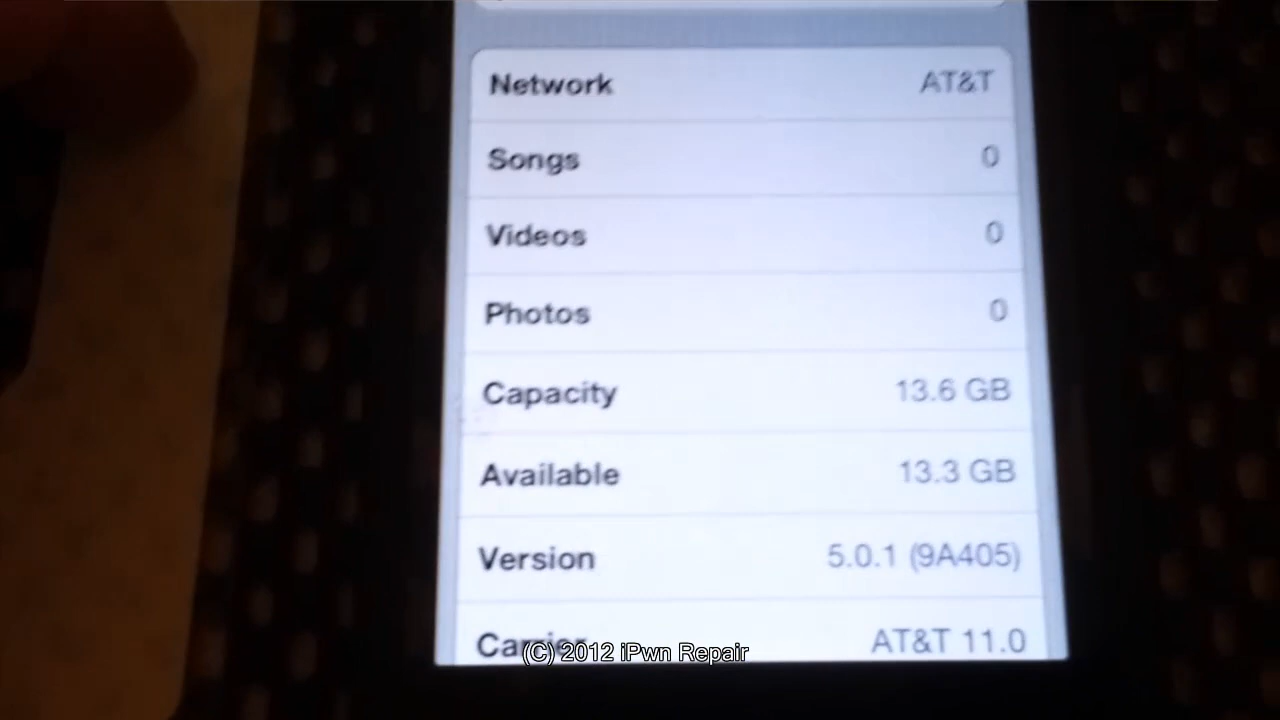 Network AT&T
Songs 0
Videos 0
Photos 0
Capacity 13.6 GB
Available 13.3 GB
Version 5.0.1 (9A405)
Carrier AT&T 11.0
(C) 2012 iPwn Repair